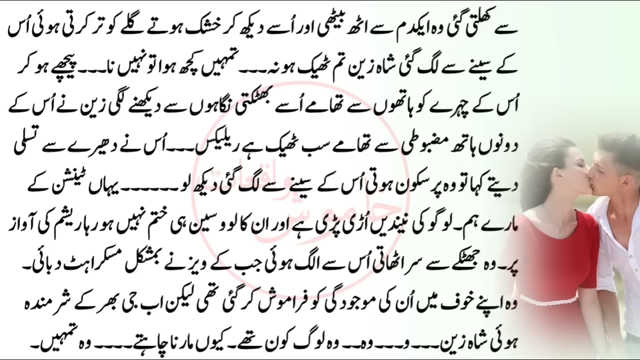 سے کھلتی گئی وہ ایکدم سے اٹھ بیٹھی اور اُسے دیکھ کر خشک ہوتے گلے کو تر کرتی ہوئی اُس
کے سینے سے لگ گئی شاہ زین تم ٹھیک ہو نہ۔۔۔تمہیں کچھ ہوا تو نہیں نا۔۔۔پیچھے ہو کر
اُس کے چہرے کو ہاتھوں سے تھامے اُسے بھٹکتی نگاہوں سے دیکھنے لگی زین نے اُس کے
دونوں ہاتھ مضبوطی سے تھامے سب ٹھیک ہے ریلیکس۔۔۔اُس نے دھیرے سے تسلی
دیتے کہا تو وہ پر سکون ہوتی اُس کے سینے سے لگ گئی دیکھ لو۔۔۔۔۔۔یہاں ٹینشن کے
مارے ہم۔لوگو کی نیندیں اُڑی پڑی ہے اور ان کا لو سین ہی ختم نہیں ہو رہا ریشم کی آواز
پر۔وہ جھٹکے سے سر اٹھاتی اُس سے الگ ہوئی جب کے ویز نے بمشکل مسکراہٹ دبائی۔
وہ اپنے خوف میں اُن کی موجودگی کو فراموش کر گئی تھی لیکن اب جی بھر کے شرمندہ
ہوئی شاہ زین۔۔۔و۔۔۔وہ۔۔وہ لوگ کون تھے۔کیوں مارنا چاہتے۔۔۔۔وہ تمہیں۔